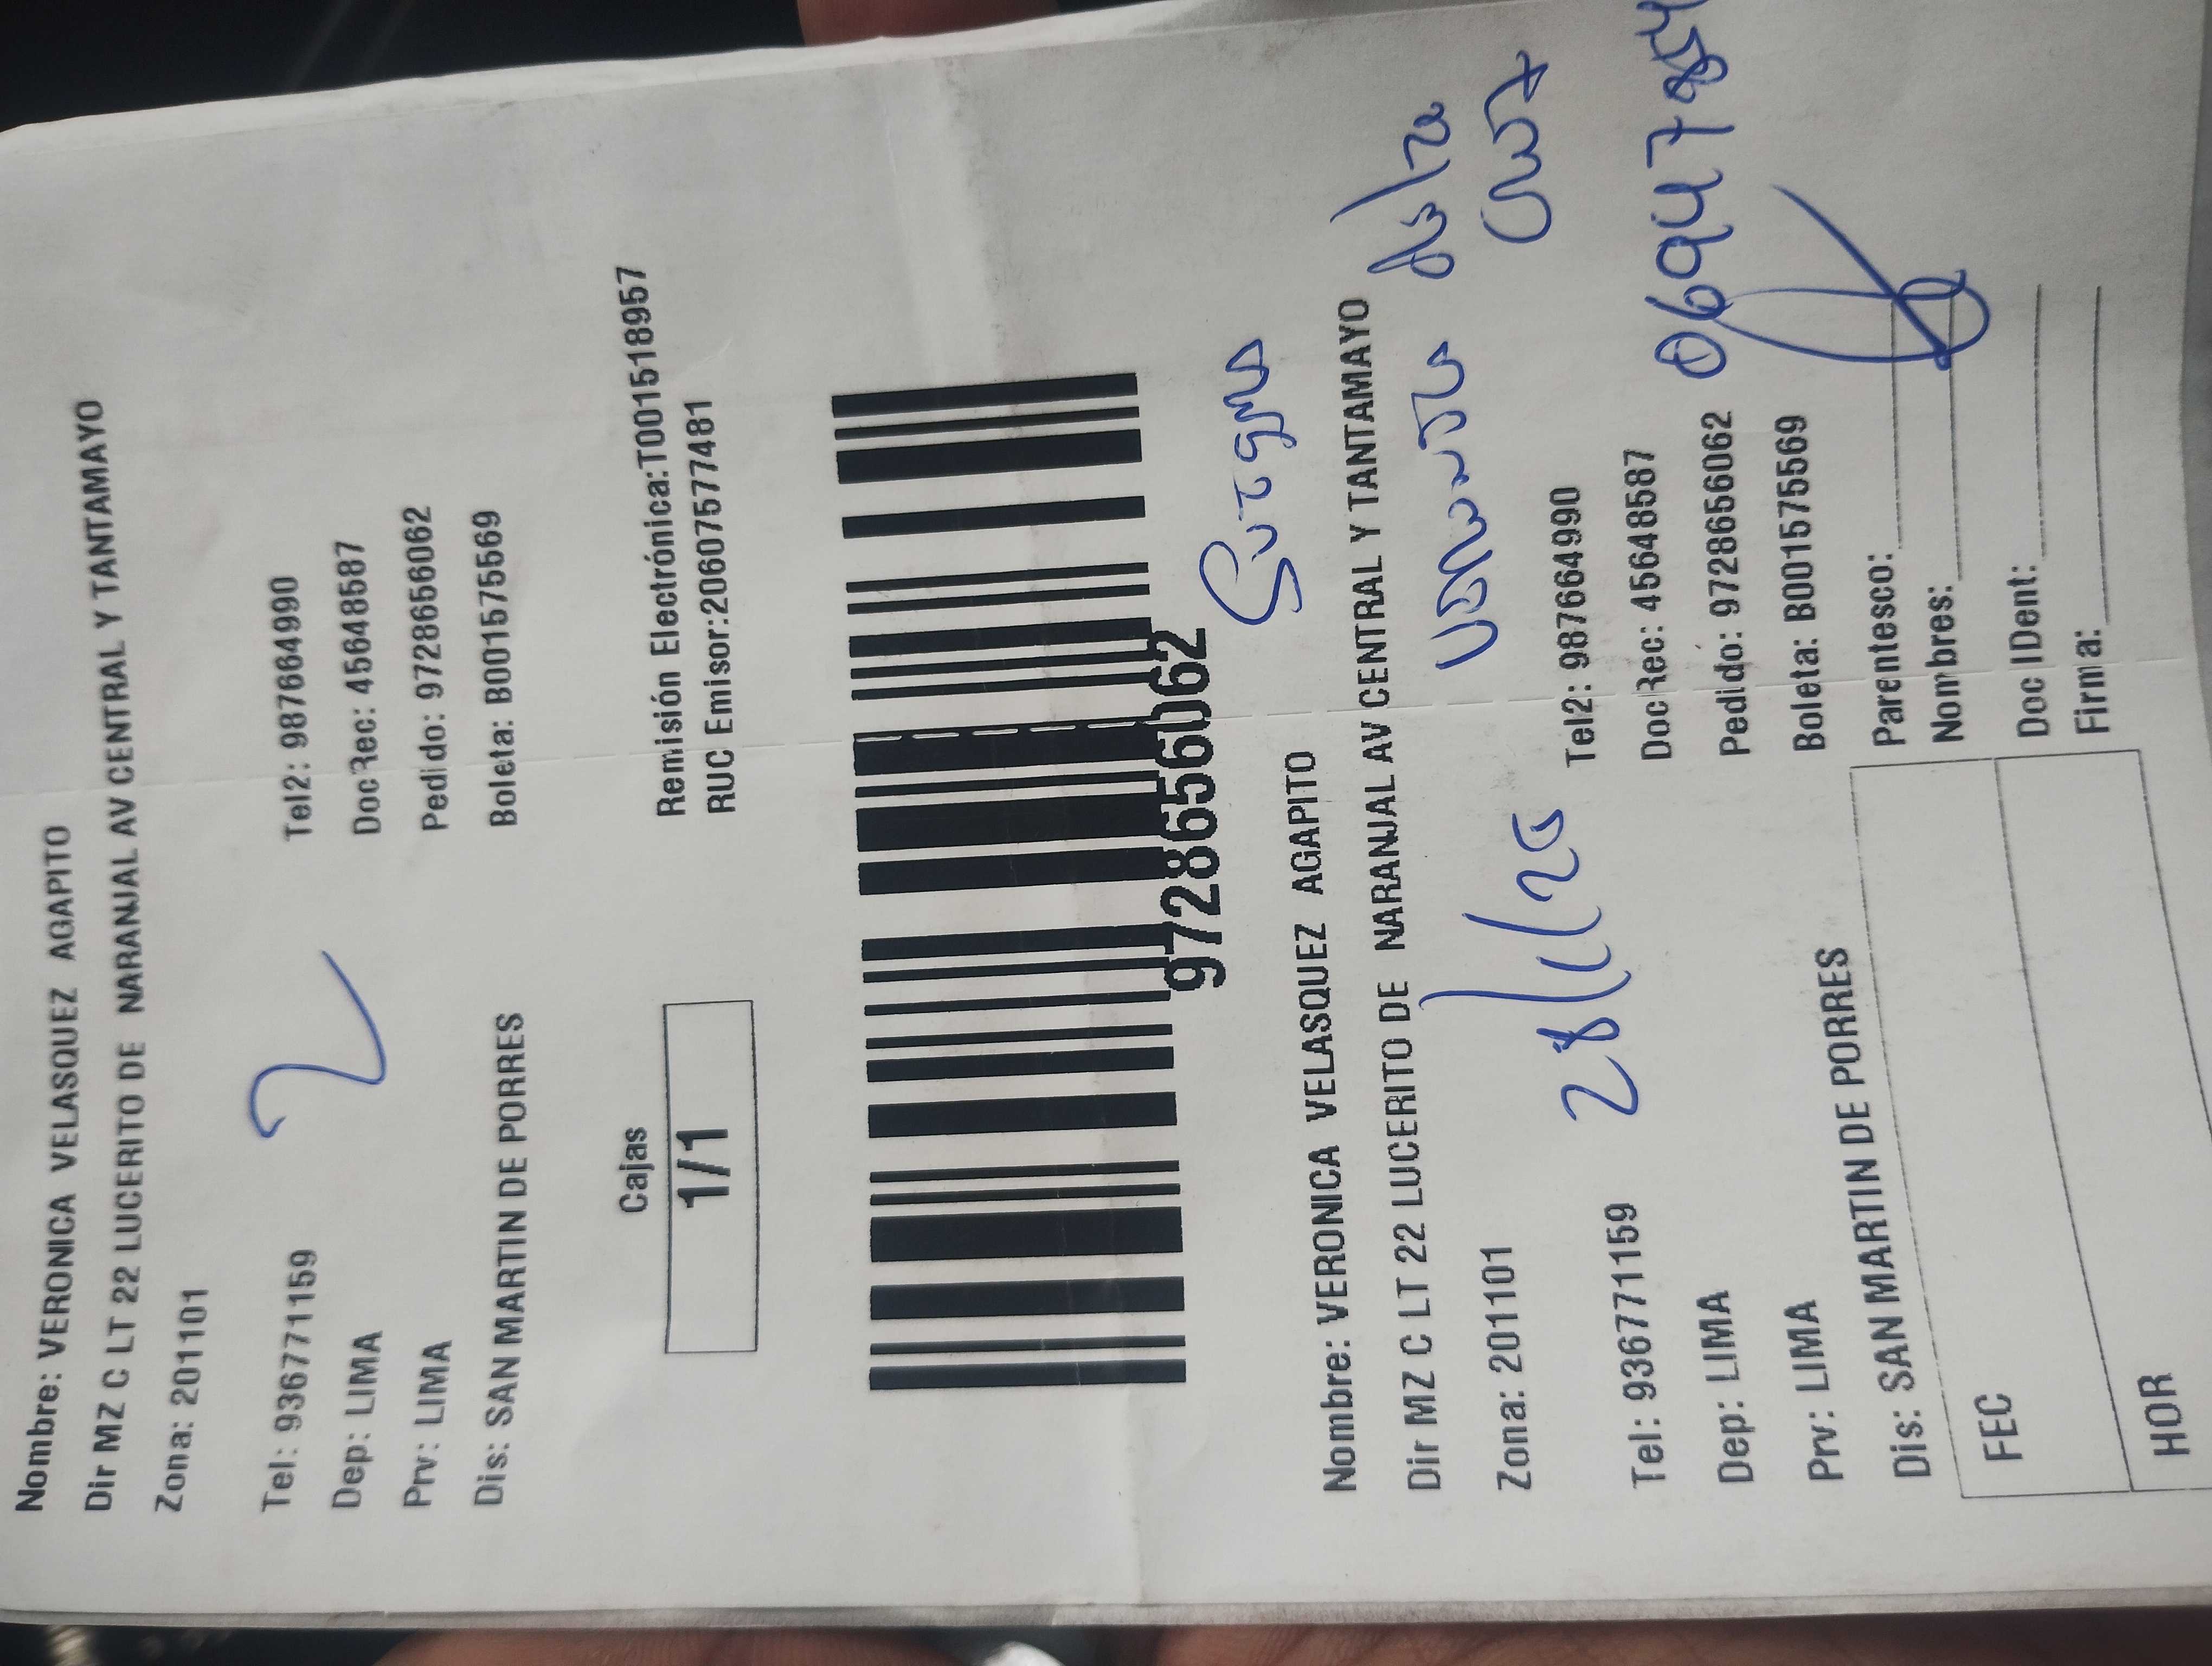 Nombre: VERONICA VELASQUEZ AGAPITO
Dir MZ C LT 22 LUCERITO DE NARANJAL AV CENTRAL Y TANTAMAYO
Zona: 201101
2
Tel: 936771159 Tel2: 987664990
Dep: LIMA DocRec: 45648587
Prv: LIMA Pedido: 9728656062
Dis: SAN MARTIN DE PORRES Boleta: B001575569
Cajas
1/1
Remisión Electrónica:T001518957
RUC Emisor:20607577481
9728656062
Nombre: VERONICA VELASQUEZ AGAPITO
Dir MZ C LT 22 LUCERITO DE NARANJAL AV CENTRAL Y TANTAMAYO
Zona: 201101
Tel: 936771159 Tel2: 987664990
Dep: LIMA DocRec: 45648587
Prv: LIMA Pedido: 9728656062
Dis: SAN MARTIN DE PORRES Boleta: B001575569
FEC Parentesco:
Nombres:
HOR Doc IDent:
Firma: